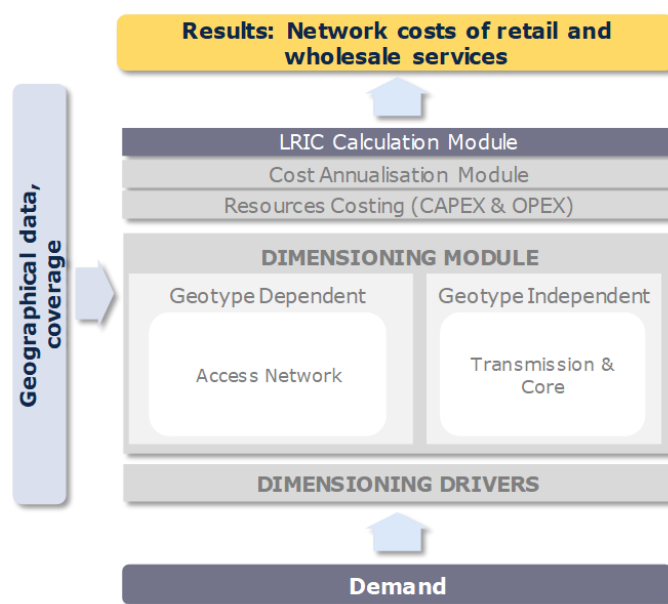 Results: Network costs of retail and
wholesale services
Geographical data,
coverage
LRIC Calculation Module
Cost Annualisation Module
Resources Costing (CAPEX & OPEX)
DIMENSIONING MODULE
Geotype Dependent
Geotype Independent
Access Network
Transmission &
Core
DIMENSIONING DRIVERS
Demand